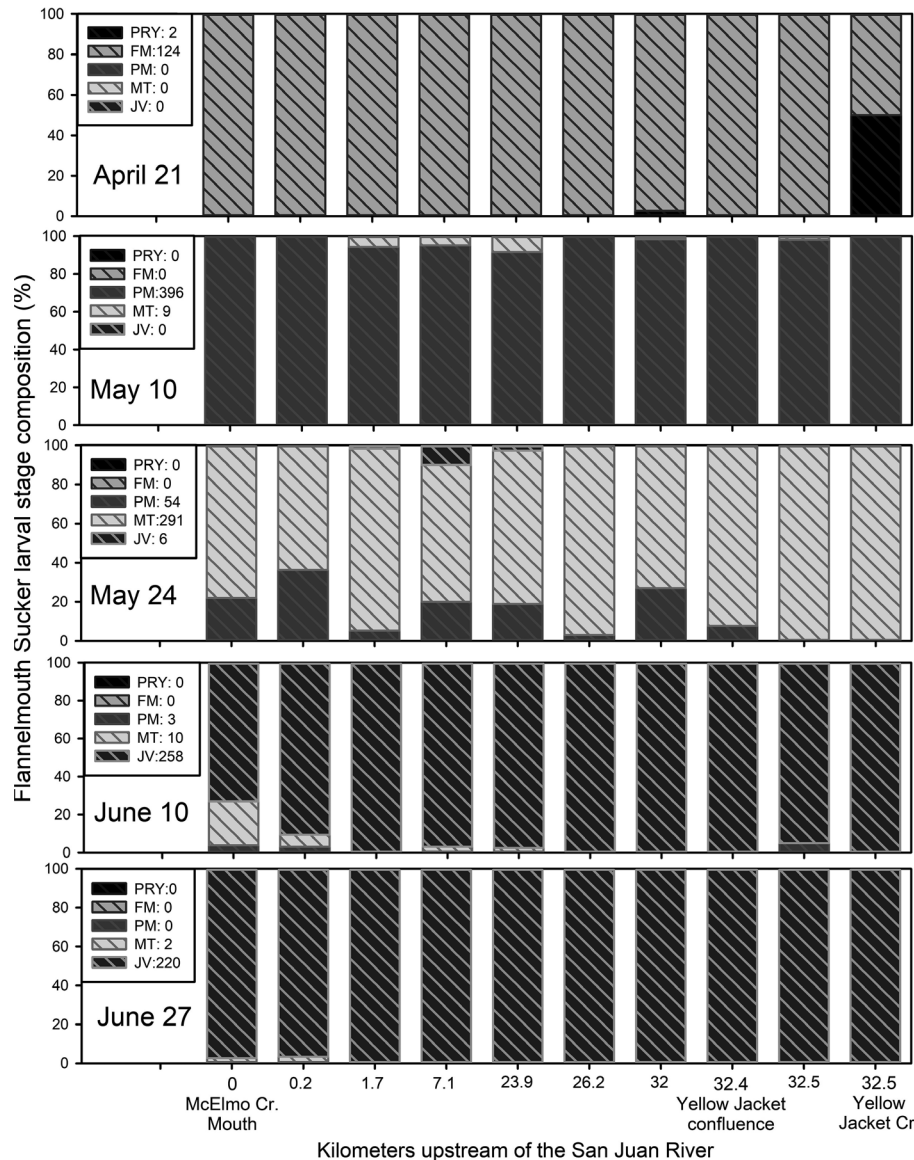 Flannelmouth Sucker larval stage composition (%)
100
80
60
40
20
0
PRY: 2
FM:124
PM: 0
MT: 0
JV: 0
April 21
100
80
60
40
20
0
PRY: 0
FM:0
PM:396
MT: 9
JV: 0
May 10
100
80
60
40
20
0
PRY: 0
FM: 0
PM: 54
MT:291
JV: 6
May 24
100
80
60
40
20
0
PRY: 0
FM: 0
PM: 3
MT: 10
JV:258
June 10
100
80
60
40
20
0
PRY:0
FM: 0
PM: 0
MT: 2
JV:220
June 27
0 0.2 1.7 7.1 23.9 26.2 32 32.4 32.5 32.5
McElmo Cr. Yellow Jacket Yellow
Mouth confluence Jacket Cr
Kilometers upstream of the San Juan River